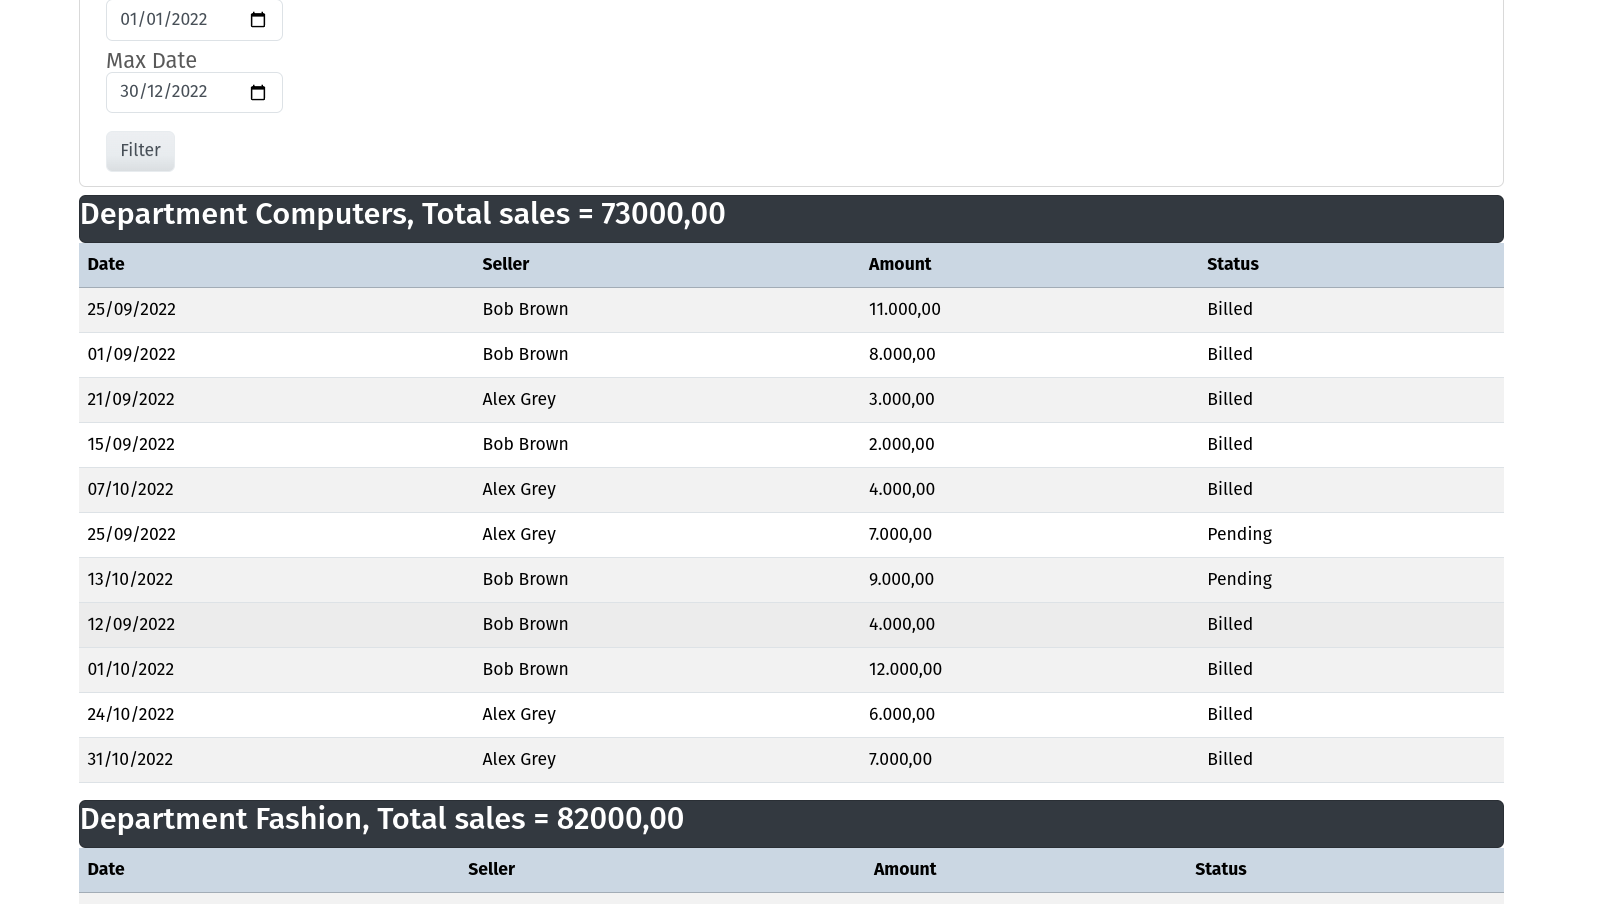 01/01/2022
Max Date
30/12/2022
Filter
Department Computers, Total sales = 73000,00
Date Seller Amount Status
25/09/2022 Bob Brown 11.000,00 Billed
01/09/2022 Bob Brown 8.000,00 Billed
21/09/2022 Alex Grey 3.000,00 Billed
15/09/2022 Bob Brown 2.000,00 Billed
07/10/2022 Alex Grey 4.000,00 Billed
25/09/2022 Alex Grey 7.000,00 Pending
13/10/2022 Bob Brown 9.000,00 Pending
12/09/2022 Bob Brown 4.000,00 Billed
01/10/2022 Bob Brown 12.000,00 Billed
24/10/2022 Alex Grey 6.000,00 Billed
31/10/2022 Alex Grey 7.000,00 Billed
Department Fashion, Total sales = 82000,00
Date Seller Amount Status